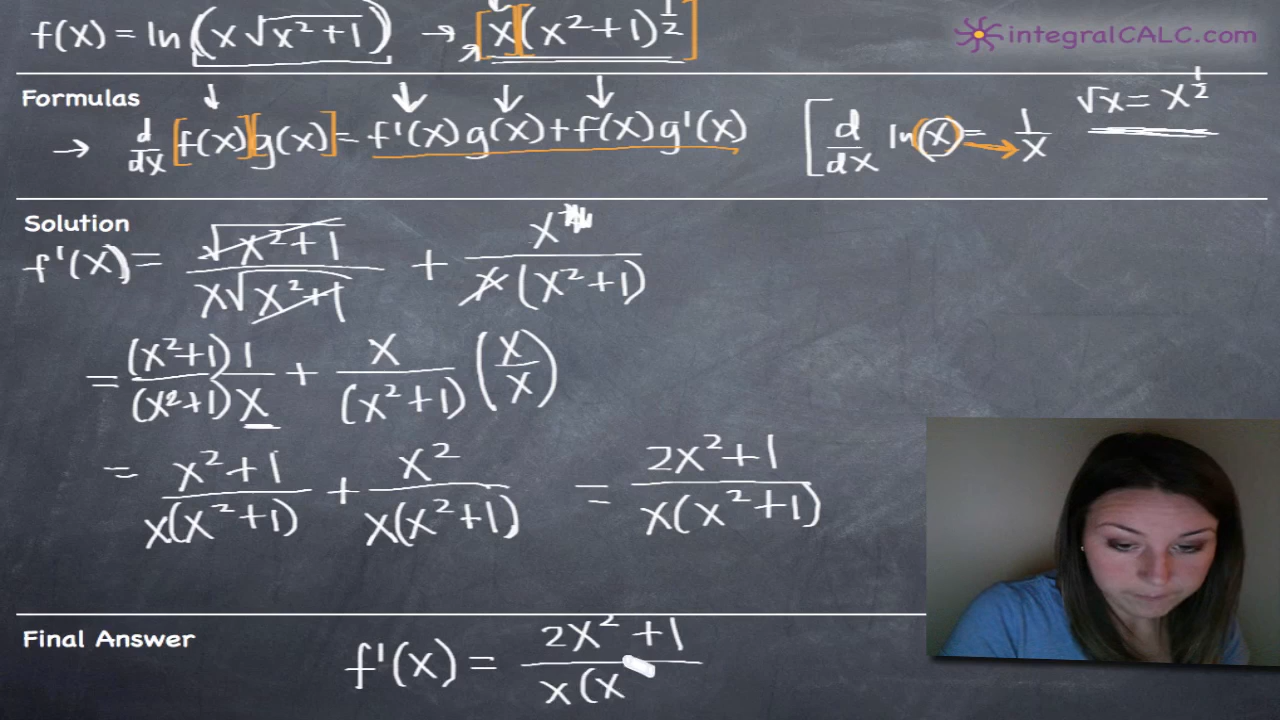 f(x) = ln(x√(x²+1)) → [x][(x²+1)^½]
integralCALC.com
Formulas
→ d/dx [f(x)][g(x)] = f'(x)g(x)+f(x)g'(x) [d/dx ln(x) = 1/x √x = x^½
Solution
f'(x) = √(x²+1)/(x√(x²+1)) + x/(x(x²+1))
= (x²+1)/(x²+1) 1/x + x/(x²+1) (x/x)
= (x²+1)/(x(x²+1)) + x²/(x(x²+1)) = (2x²+1)/(x(x²+1))
Final Answer
f'(x) = (2x²+1)/(x(x